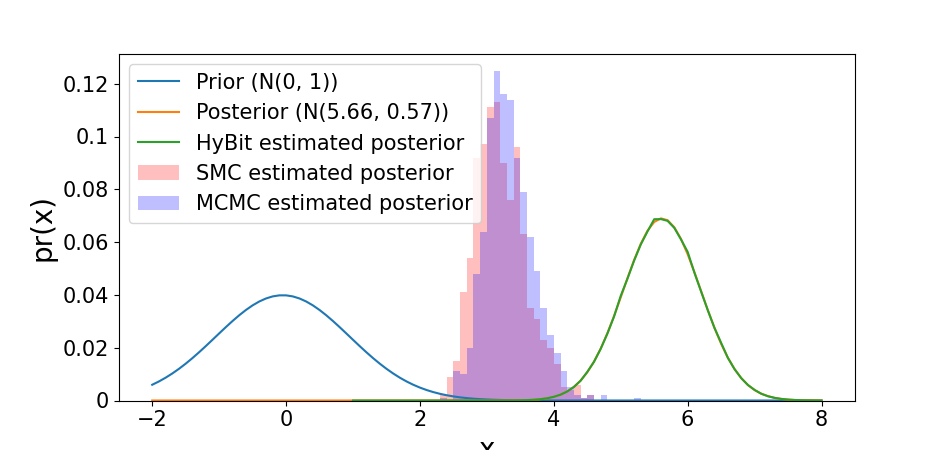 Prior (N(0, 1))
Posterior (N(5.66, 0.57))
HyBit estimated posterior
SMC estimated posterior
MCMC estimated posterior
pr(x)
0.12
0.1
0.08
0.06
0.04
0.02
0
−2 0 2 4 6 8
x